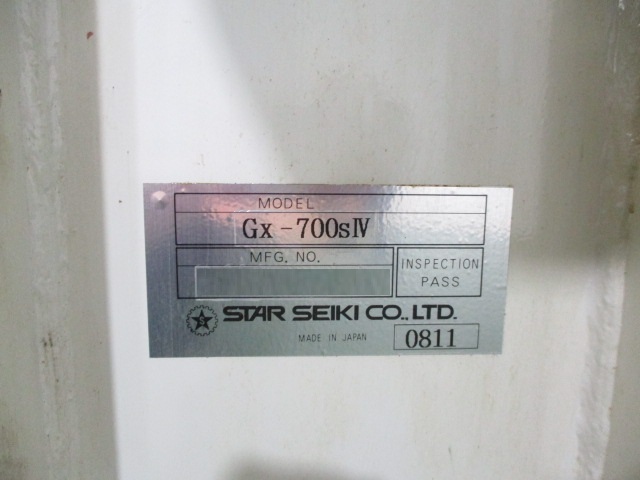 MODEL
Gx-700sⅣ
MFG. NO.
INSPECTION
PASS
STAR SEIKI CO.,LTD.
MADE IN JAPAN
0811